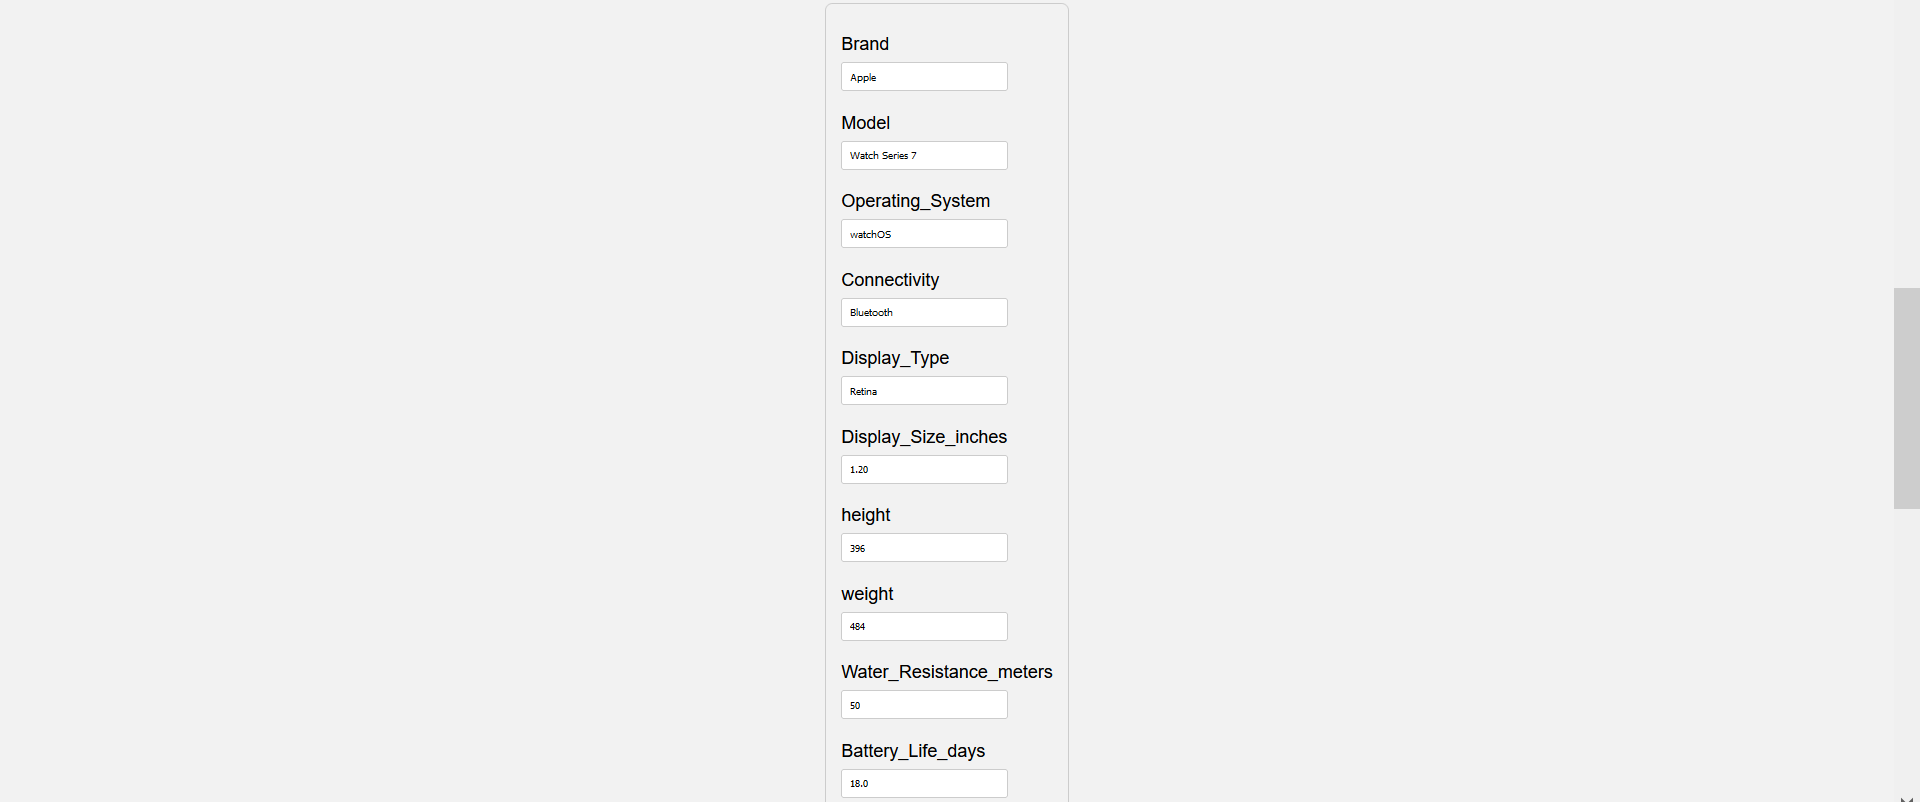 Brand
Apple
Model
Watch Series 7
Operating_System
watchOS
Connectivity
Bluetooth
Display_Type
Retina
Display_Size_inches
1.20
height
396
weight
484
Water_Resistance_meters
50
Battery_Life_days
18.0